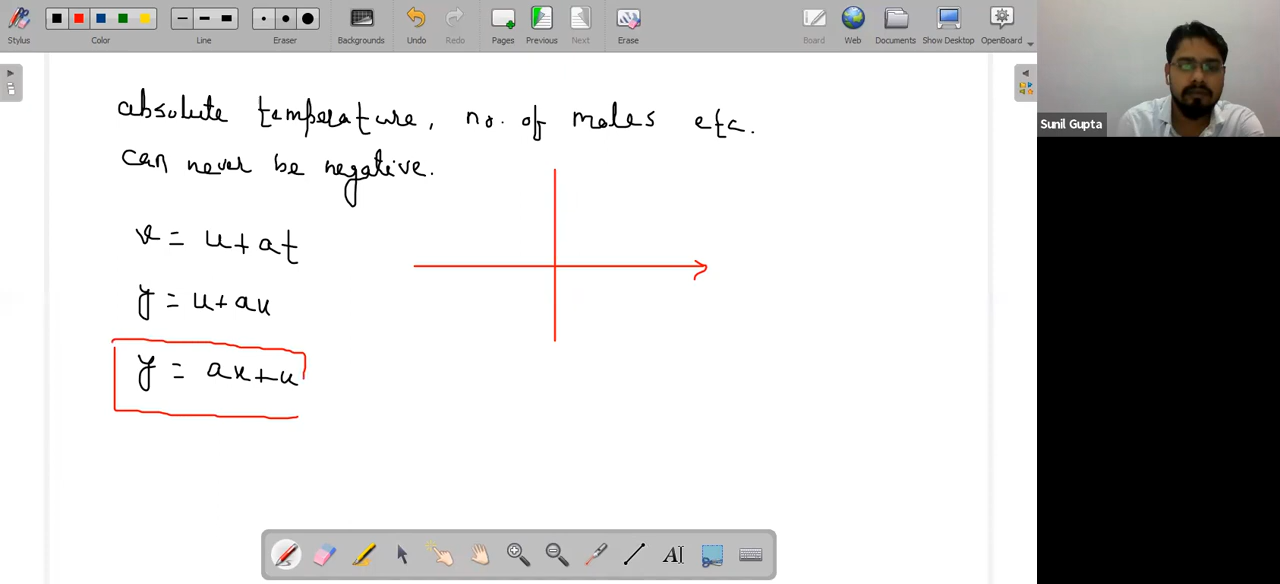 Stylus
Color
Line
Eraser
Backgrounds
Undo
Redo
Pages
Previous
Next
Erase
Board
Web
Documents
Show Desktop
OpenBoard
Sunil Gupta
absolute temperature, no. of moles etc.
can never be negative.
v = u + at
y = u + ax
y = ax + u